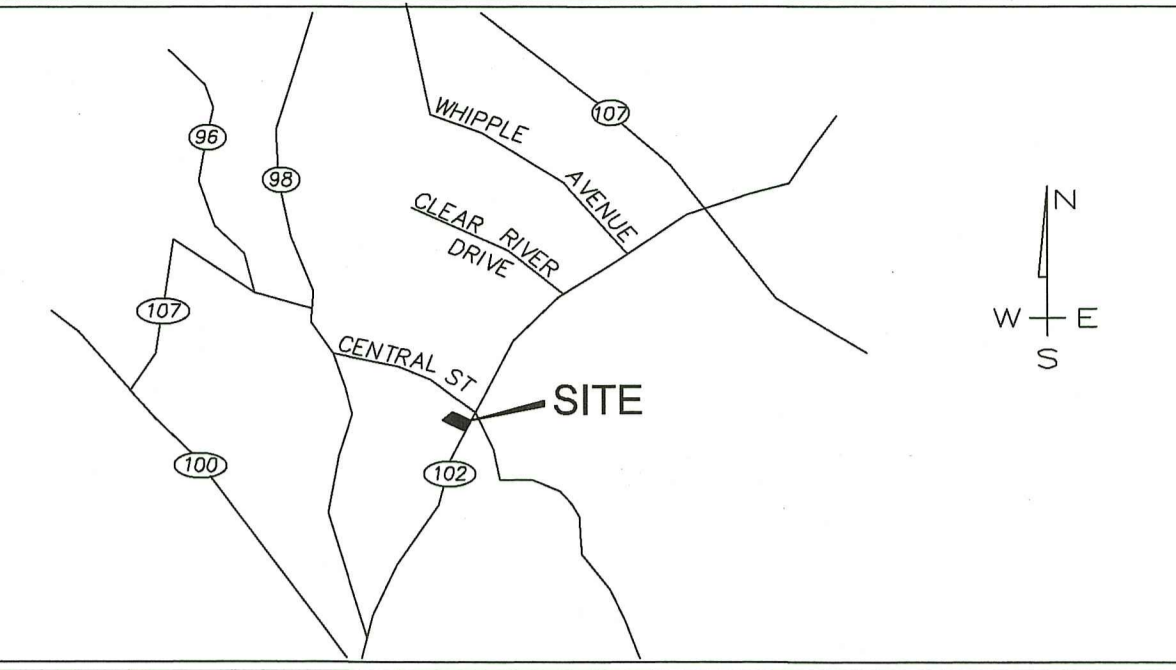 107
WHIPPLE AVENUE
96
98
CLEAR RIVER
DRIVE
N
W E
S
107
CENTRAL ST
SITE
100
102